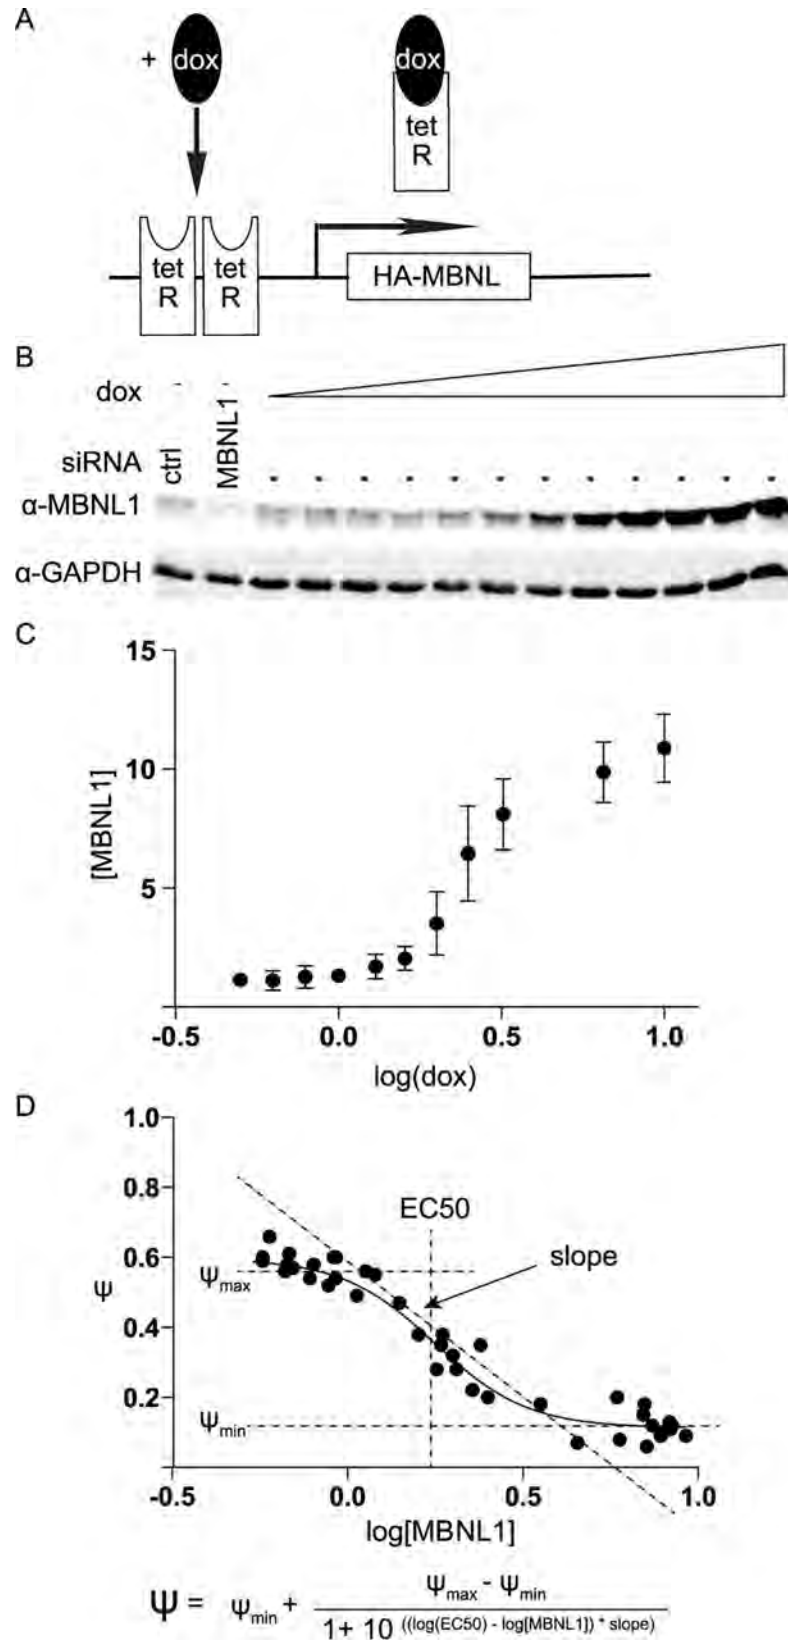 A
+ dox
dox
tet
R
tet
R
tet
R
HA-MBNL
B
dox - -
siRNA ctrl MBNL1
α-MBNL1
α-GAPDH
C
15
10
5
[MBNL1]
-0.5 0.0 0.5 1.0
log(dox)
D
1.0
0.8
0.6
0.4
0.2
Ψ
EC50
slope
Ψmax
Ψmin
-0.5 0.0 0.5 1.0
log[MBNL1]
Ψ = Ψmin + Ψmax - Ψmin
1+ 10 ((log(EC50) - log[MBNL1]) * slope)